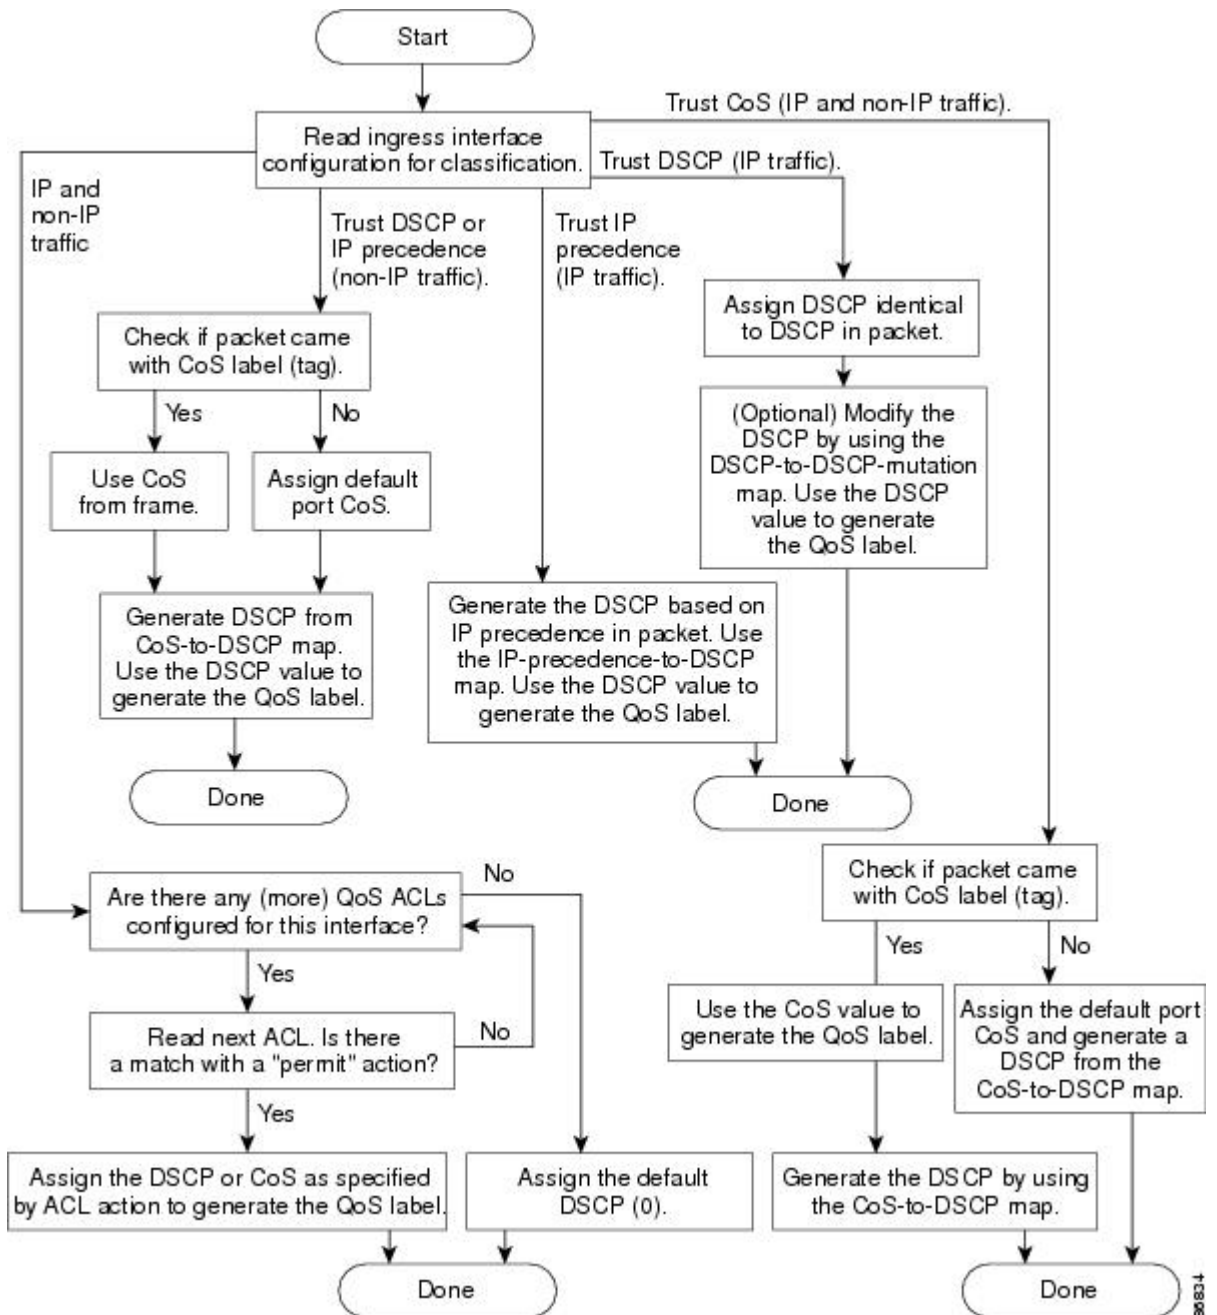 Start
Trust CoS (IP and non-IP traffic).
Read ingress interface
configuration for classification.
Trust DSCP (IP traffic).
IP and
non-IP
traffic
Trust DSCP or
IP precedence
(non-IP traffic).
Trust IP
precedence
(IP traffic).
Assign DSCP identical
to DSCP in packet.
Check if packet came
with CoS label (tag).
Yes
No
(Optional) Modify the
DSCP by using the
DSCP-to-DSCP-mutation
map. Use the DSCP
value to generate
the QoS label.
Use CoS
from frame.
Assign default
port CoS.
Generate DSCP from
CoS-to-DSCP map.
Use the DSCP value to
generate the QoS label.
Generate the DSCP based on
IP precedence in packet. Use
the IP-precedence-to-DSCP
map. Use the DSCP value to
generate the QoS label.
Done
Done
Are there any (more) QoS ACLs
configured for this interface?
No
Check if packet came
with CoS label (tag).
Yes
Yes
No
Read next ACL. Is there
a match with a "permit" action?
No
Use the CoS value to
generate the QoS label.
Assign the default port
CoS and generate a
DSCP from the
CoS-to-DSCP map.
Yes
Assign the DSCP or CoS as specified
by ACL action to generate the QoS label.
Assign the default
DSCP (0).
Generate the DSCP by using
the CoS-to-DSCP map.
Done
Done
86834